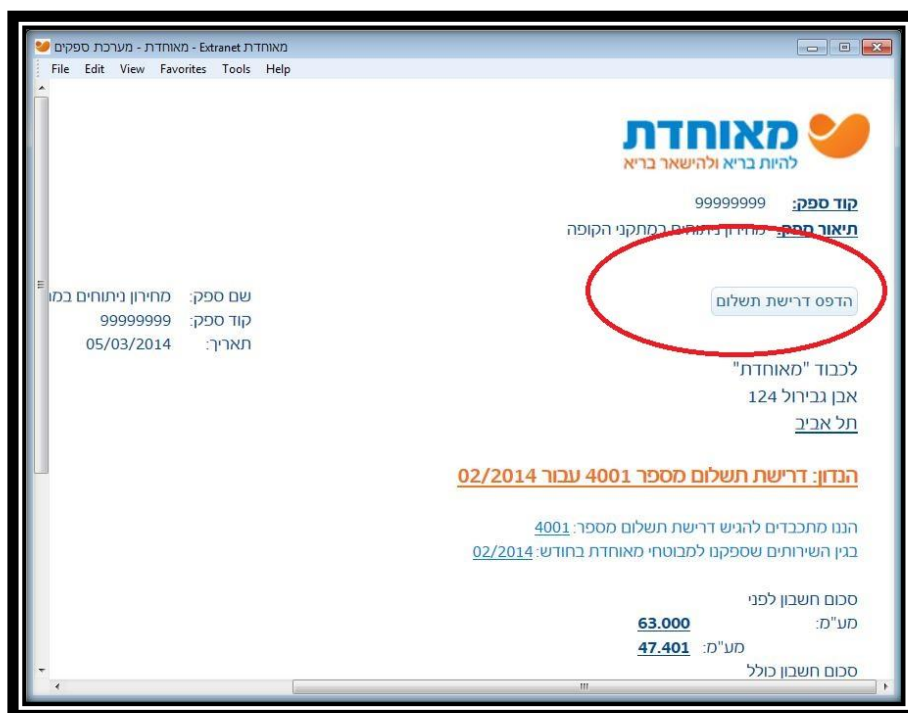 מאוחדת Extranet - מאוחדת - מערכת ספקים
File Edit View Favorites Tools Help
מאוחדת
להיות בריא ולהישאר בריא
קוד ספק: 99999999
תיאור ספק: מחירון ניתוחים במתקני הקופה
הדפס דרישת תשלום
שם ספק: מחירון ניתוחים
קוד ספק: 99999999
תאריך: 05/03/2014
לכבוד "מאוחדת"
אבן גבירול 124
תל אביב
הנדון: דרישת תשלום מספר 4001 עבור 02/2014
הננו מתכבדים להגיש דרישת תשלום מספר: 4001
בגין השירותים שספקנו למבוטחי מאוחדת בחודש: 02/2014
סכום חשבון לפני
מע"מ: 63.000
מע"מ: 47.401
סכום חשבון כולל